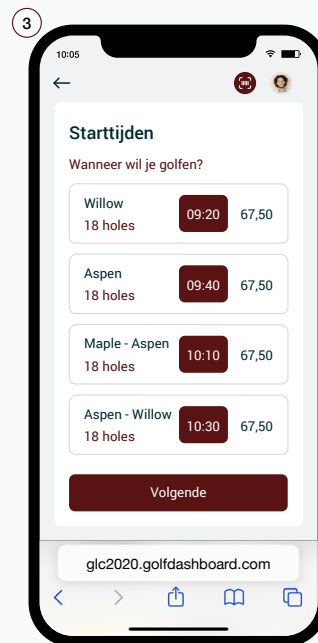 3
10:05
Starttijden
Wanneer wil je golfen?
Willow
18 holes
09:20
67,50
Aspen
18 holes
09:40
67,50
Maple - Aspen
18 holes
10:10
67,50
Aspen - Willow
18 holes
10:30
67,50
Volgende
glc2020.golfdashboard.com